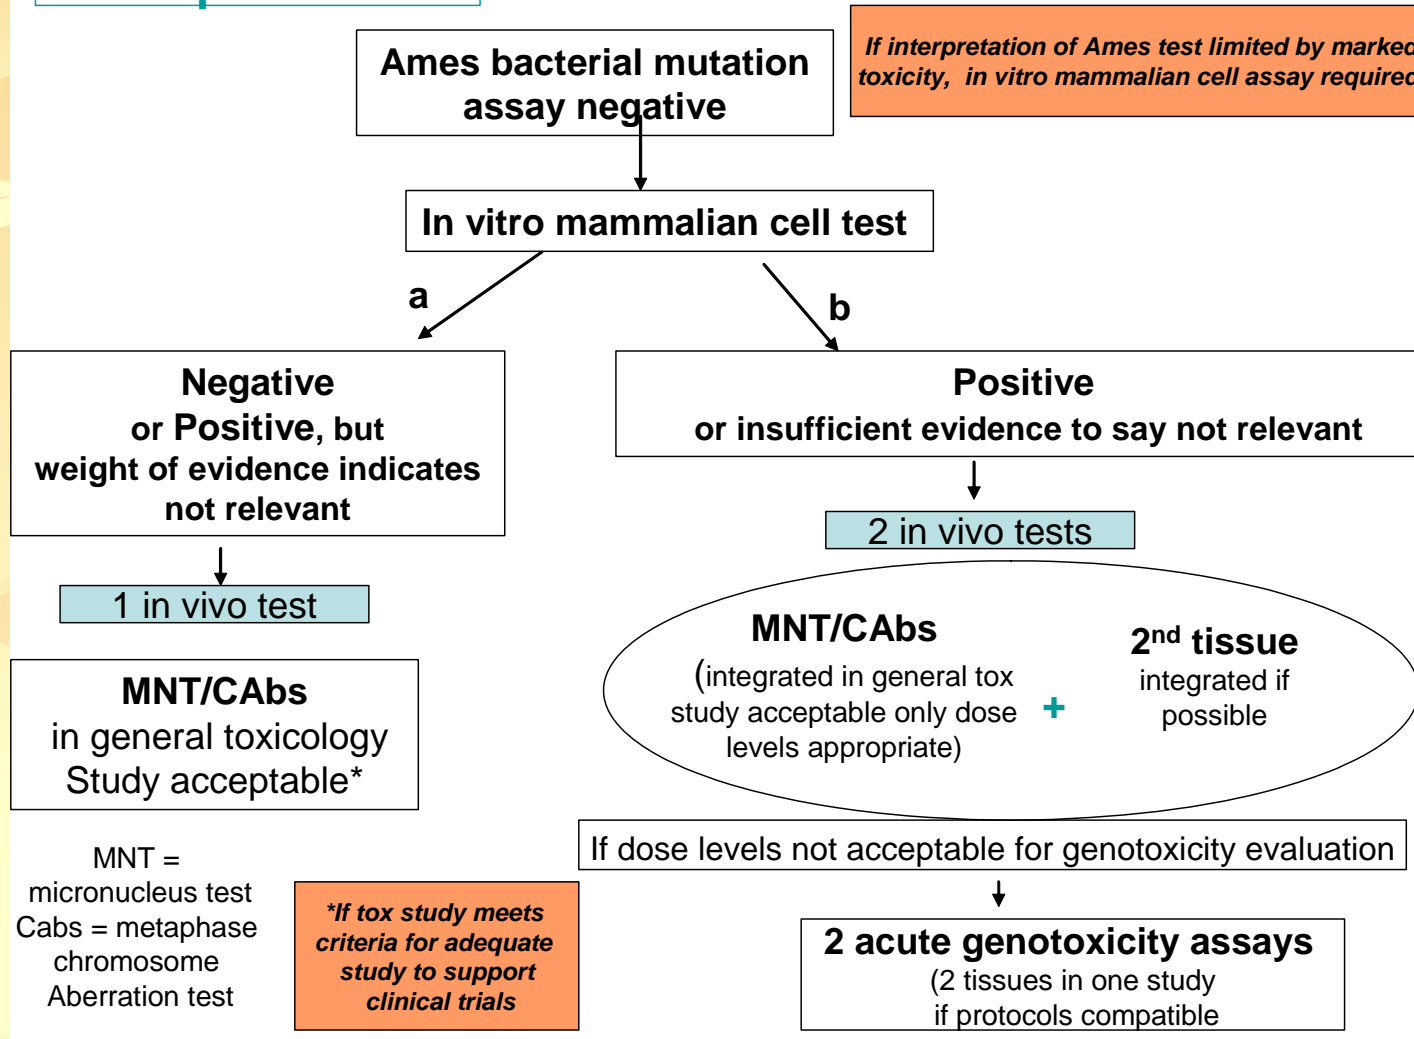 Ames bacterial mutation
assay negative
If interpretation of Ames test limited by marked
toxicity, in vitro mammalian cell assay required
In vitro mammalian cell test
a
b
Negative
or Positive, but
weight of evidence indicates
not relevant
Positive
or insufficient evidence to say not relevant
1 in vivo test
2 in vivo tests
MNT/CAbs
in general toxicology
Study acceptable*
MNT/CAbs
(integrated in general tox
study acceptable only dose
levels appropriate)
+
2nd tissue
integrated if
possible
If dose levels not acceptable for genotoxicity evaluation
2 acute genotoxicity assays
(2 tissues in one study
if protocols compatible
MNT =
micronucleus test
Cabs = metaphase
chromosome
Aberration test
*If tox study meets
criteria for adequate
study to support
clinical trials